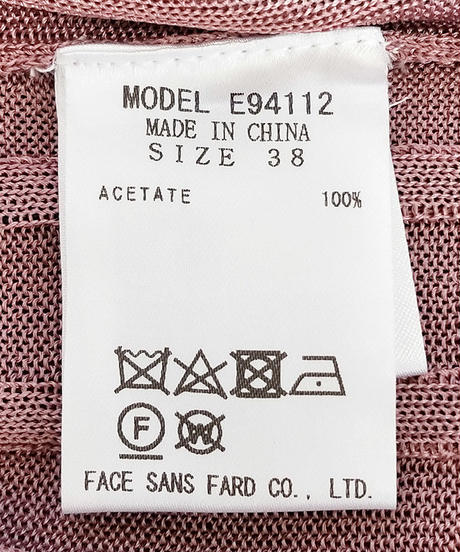 MODEL E94112
MADE IN CHINA
SIZE 38
ACETATE 100%
F W
FACE SANS FARD CO., LTD.